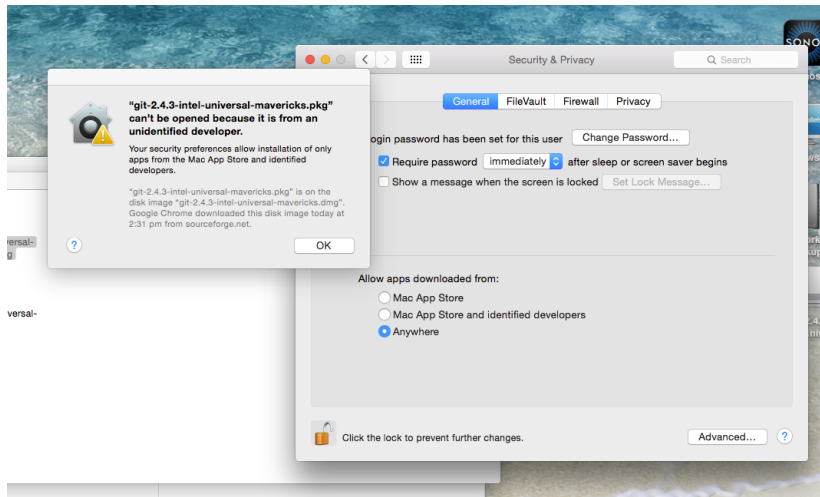 SONO
Security & Privacy
Search
General
FileVault
Firewall
Privacy
"git-2.4.3-intel-universal-mavericks.pkg"
can't be opened because it is from an
unidentified developer.
Your security preferences allow installation of only
apps from the Mac App Store and identified
developers.
"git-2.4.3-intel-universal-mavericks.pkg" is on the
disk image "git-2.4.3-intel-universal-mavericks.dmg".
Google Chrome downloaded this disk image today at
2:31 pm from sourceforge.net.
?
OK
ogin password has been set for this user
Change Password...
Require password
immediately
after sleep or screen saver begins
Show a message when the screen is locked
Set Lock Message...
versal-
g
versal-
Allow apps downloaded from:
Mac App Store
Mac App Store and identified developers
Anywhere
Click the lock to prevent further changes.
Advanced...
?